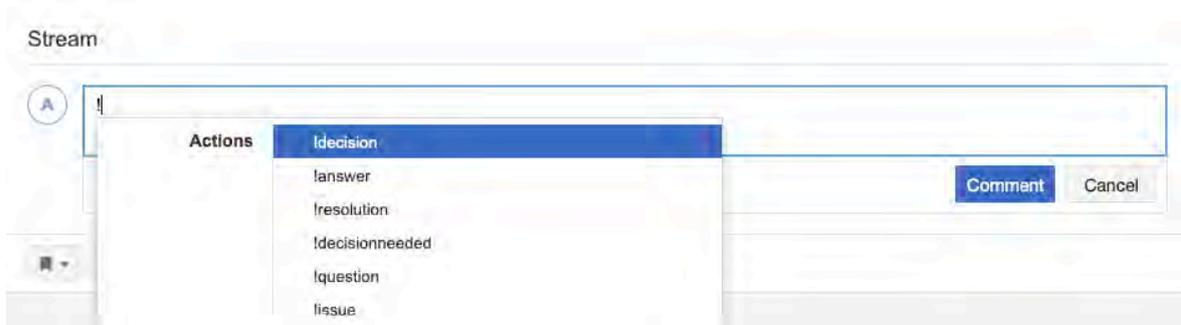 Stream
A !
Actions !decision
!answer
!resolution
!decisionneeded
Comment Cancel
!question
!issue